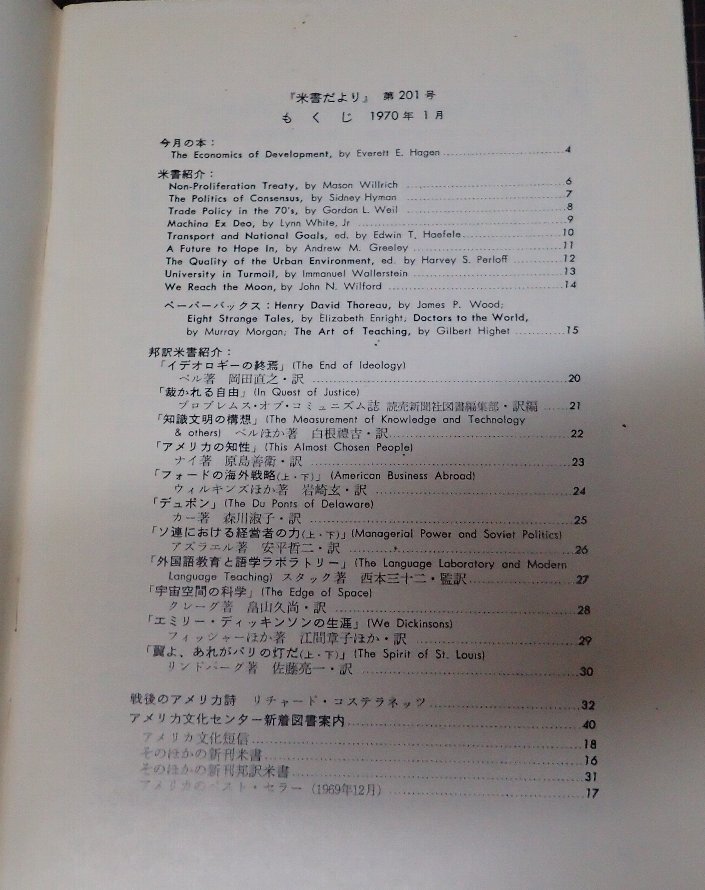 『米書だより』 第201号
もくじ 1970年1月
今月の本:
The Economics of Development, by Everett E. Hagen 4
米書紹介:
Non-Proliferation Treaty, by Mason Willrich 6
The Politics of Consensus, by Sidney Hyman 7
Trade Policy in the 70's, by Gordon L. Weil 8
Machina Ex Deo, by Lynn White, Jr 9
Transport and National Goals, ed. by Edwin T. Haefele 10
A Future to Hope In, by Andrew M. Greeley 11
The Quality of the Urban Environment, ed. by Harvey S. Perloff 12
University in Turmoil, by Immanuel Wallerstein 13
We Reach the Moon, by John N. Wilford 14
ペーパーバックス: Henry David Thoreau, by James P. Wood;
Eight Strange Tales, by Elizabeth Enright; Doctors to the World,
by Murray Morgan; The Art of Teaching, by Gilbert Highet 15
邦訳米書紹介:
「イデオロギーの終焉」(The End of Ideology)
ベル著 岡田直之・訳 20
「裁かれる自由」(In Quest of Justice)
プロブレムス・オブ・コミュニズム誌 読売新聞社図書編集部・訳編 21
「知識文明の構想」(The Measurement of Knowledge and Technology
& others) ベルほか著 白根禮吉・訳 22
「アメリカの知性」(This Almost Chosen People)
ナイ著 原島善衛・訳 23
「フォードの海外戦略(上・下)」(American Business Abroad)
ウィルキンズほか著 岩崎玄・訳 24
「デュポン」(The Du Ponts of Delaware)
カー著 森川淑子・訳 25
「ソ連における経営者の力(上・下)」(Managerial Power and Soviet Politics)
アズラエル著 安平哲二・訳 26
「外国語教育と語学ラボラトリー」(The Language Laboratory and Modern
Language Teaching) スタック著 西本三十二・監訳 27
「宇宙空間の科学」(The Edge of Space)
クレーグ著 畠山久尚・訳 28
「エミリー・ディッキンソンの生涯」(We Dickinsons)
フィッシャーほか著 江間章子ほか・訳 29
「翼よ、あれがパリの灯だ(上・下)」(The Spirit of St. Louis)
リンドバーグ著 佐藤亮一・訳 30
戦後のアメリカ詩 リチャード・コステラネッツ 32
アメリカ文化センター新着図書案内 40
アメリカ文化短信 18
そのほかの新刊米書 16
そのほかの新刊邦訳米書 31
アメリカのベスト・セラー (1969年12月) 17